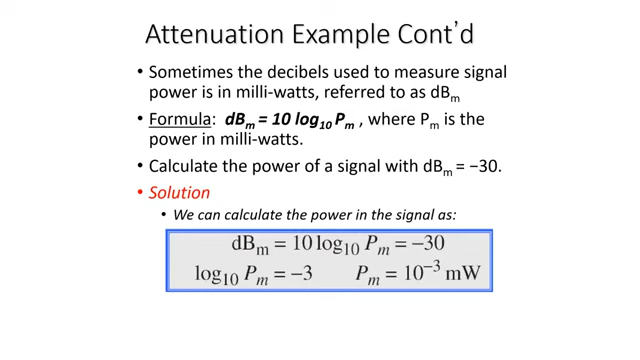 Attenuation Example Cont'd
• Sometimes the decibels used to measure signal
power is in milli-watts, referred to as dBₘ
• Formula: dBₘ = 10 log₁₀ Pₘ , where Pₘ is the
power in milli-watts.
• Calculate the power of a signal with dBₘ = −30.
• Solution
• We can calculate the power in the signal as:
dBₘ = 10 log₁₀ Pₘ = −30
log₁₀ Pₘ = −3 Pₘ = 10⁻³ mW